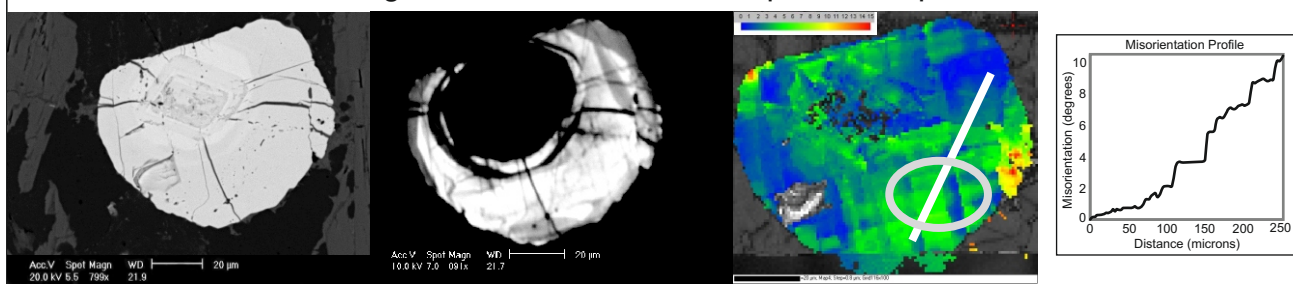 Acc.V Spot Magn WD 20 µm
20.0 kV 5.5 799x 21.9
Acc.V Spot Magn WD 20 µm
10.0 kV 7.0 091x 21.7
0 1 2 3 4 5 6 7 8 9 10 11 12 13 14 15
Misorientation Profile
Misorientation (degrees)
10
8
6
4
2
0
0 50 100 150 200 250
Distance (microns)